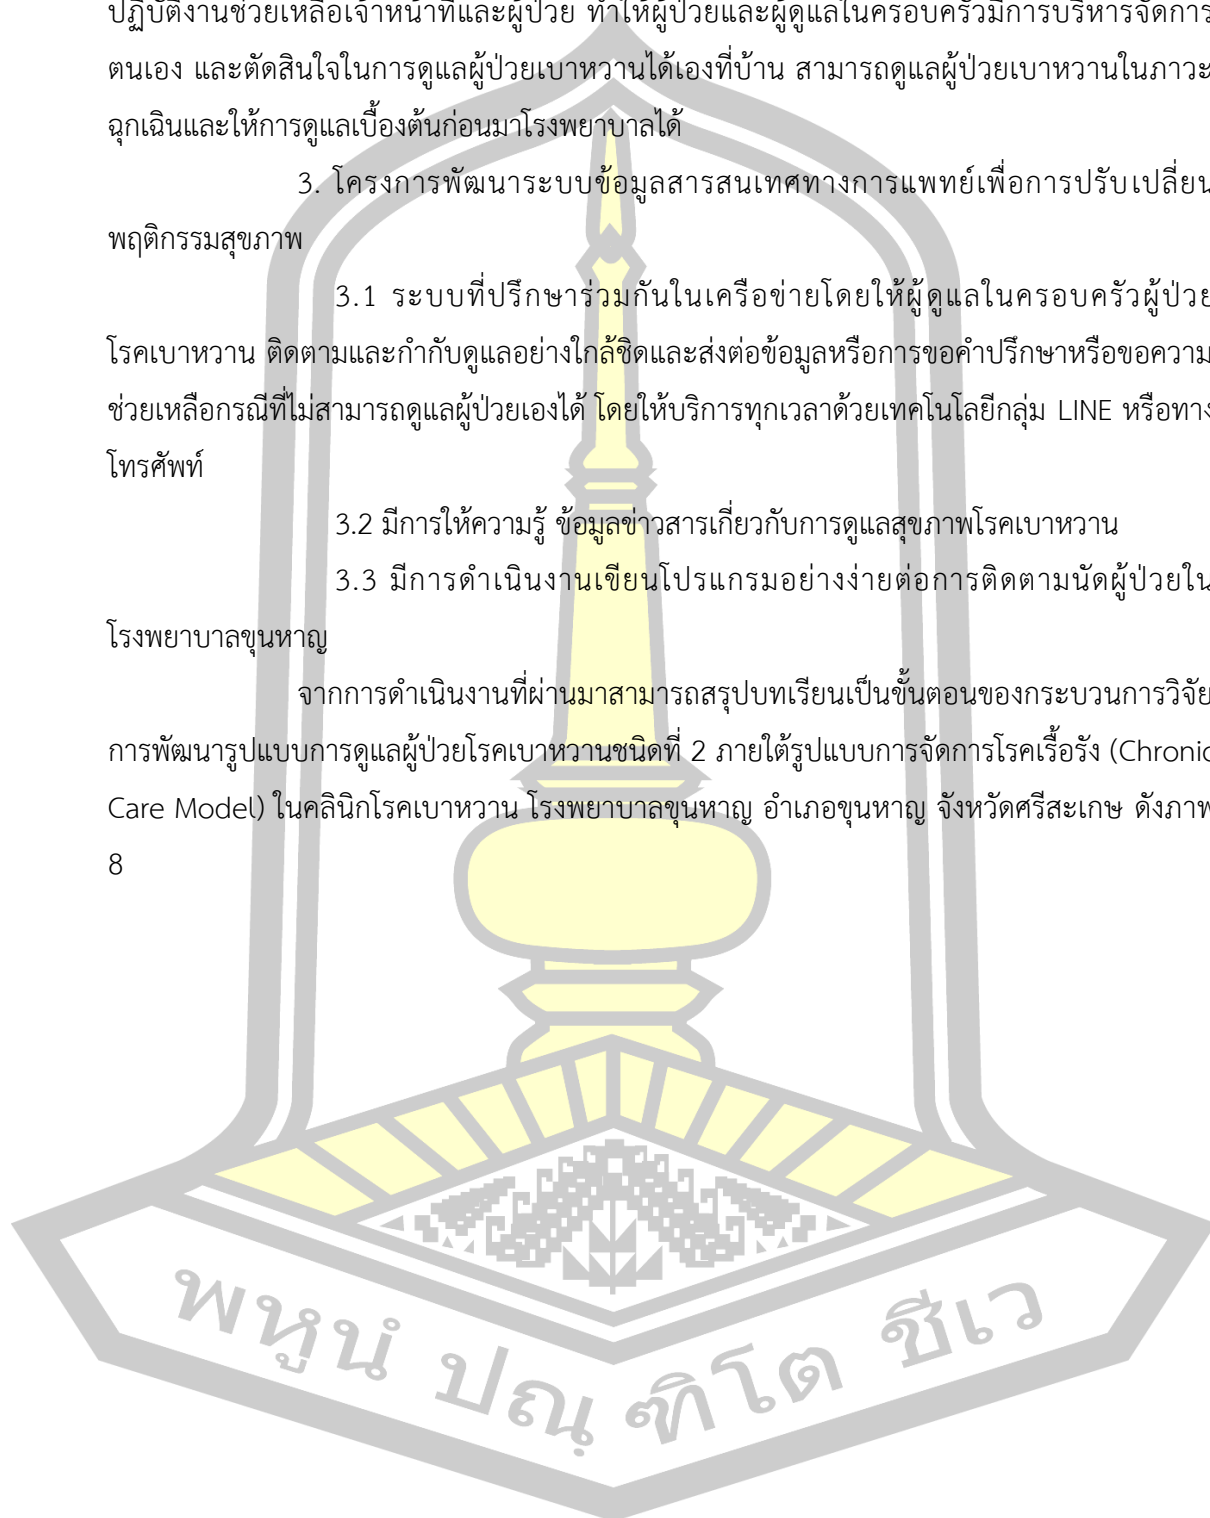 ปฏิบัติงานช่วยเหลือเจ้าหน้าที่และผู้ป่วย ทำให้ผู้ป่วยและผู้ดูแลในครอบครัวมีการบริหารจัดการ
ตนเอง และตัดสินใจในการดูแลผู้ป่วยเบาหวานได้เองที่บ้าน สามารถดูแลผู้ป่วยเบาหวานในภาวะ
ฉุกเฉินและให้การดูแลเบื้องต้นก่อนมาโรงพยาบาลได้
3. โครงการพัฒนาระบบข้อมูลสารสนเทศทางการแพทย์เพื่อการปรับเปลี่ยน
พฤติกรรมสุขภาพ
3.1 ระบบที่ปรึกษาร่วมกันในเครือข่ายโดยให้ผู้ดูแลในครอบครัวผู้ป่วย
โรคเบาหวาน ติดตามและกำกับดูแลอย่างใกล้ชิดและส่งต่อข้อมูลหรือการขอคำปรึกษาหรือขอความ
ช่วยเหลือกรณีที่ไม่สามารถดูแลผู้ป่วยเองได้ โดยให้บริการทุกเวลาด้วยเทคโนโลยีกลุ่ม LINE หรือทาง
โทรศัพท์
3.2 มีการให้ความรู้ ข้อมูลข่าวสารเกี่ยวกับการดูแลสุขภาพโรคเบาหวาน
3.3 มีการดำเนินงานเขียนโปรแกรมอย่างง่ายต่อการติดตามนัดผู้ป่วยใน
โรงพยาบาลขุนหาญ
จากการดำเนินงานที่ผ่านมาสามารถสรุปบทเรียนเป็นขั้นตอนของกระบวนการวิจัย
การพัฒนารูปแบบการดูแลผู้ป่วยโรคเบาหวานชนิดที่ 2 ภายใต้รูปแบบการจัดการโรคเรื้อรัง (Chronic
Care Model) ในคลินิกโรคเบาหวาน โรงพยาบาลขุนหาญ อำเภอขุนหาญ จังหวัดศรีสะเกษ ดังภาพ
8
พหูนํ ปณฺฑิโต ชีเว